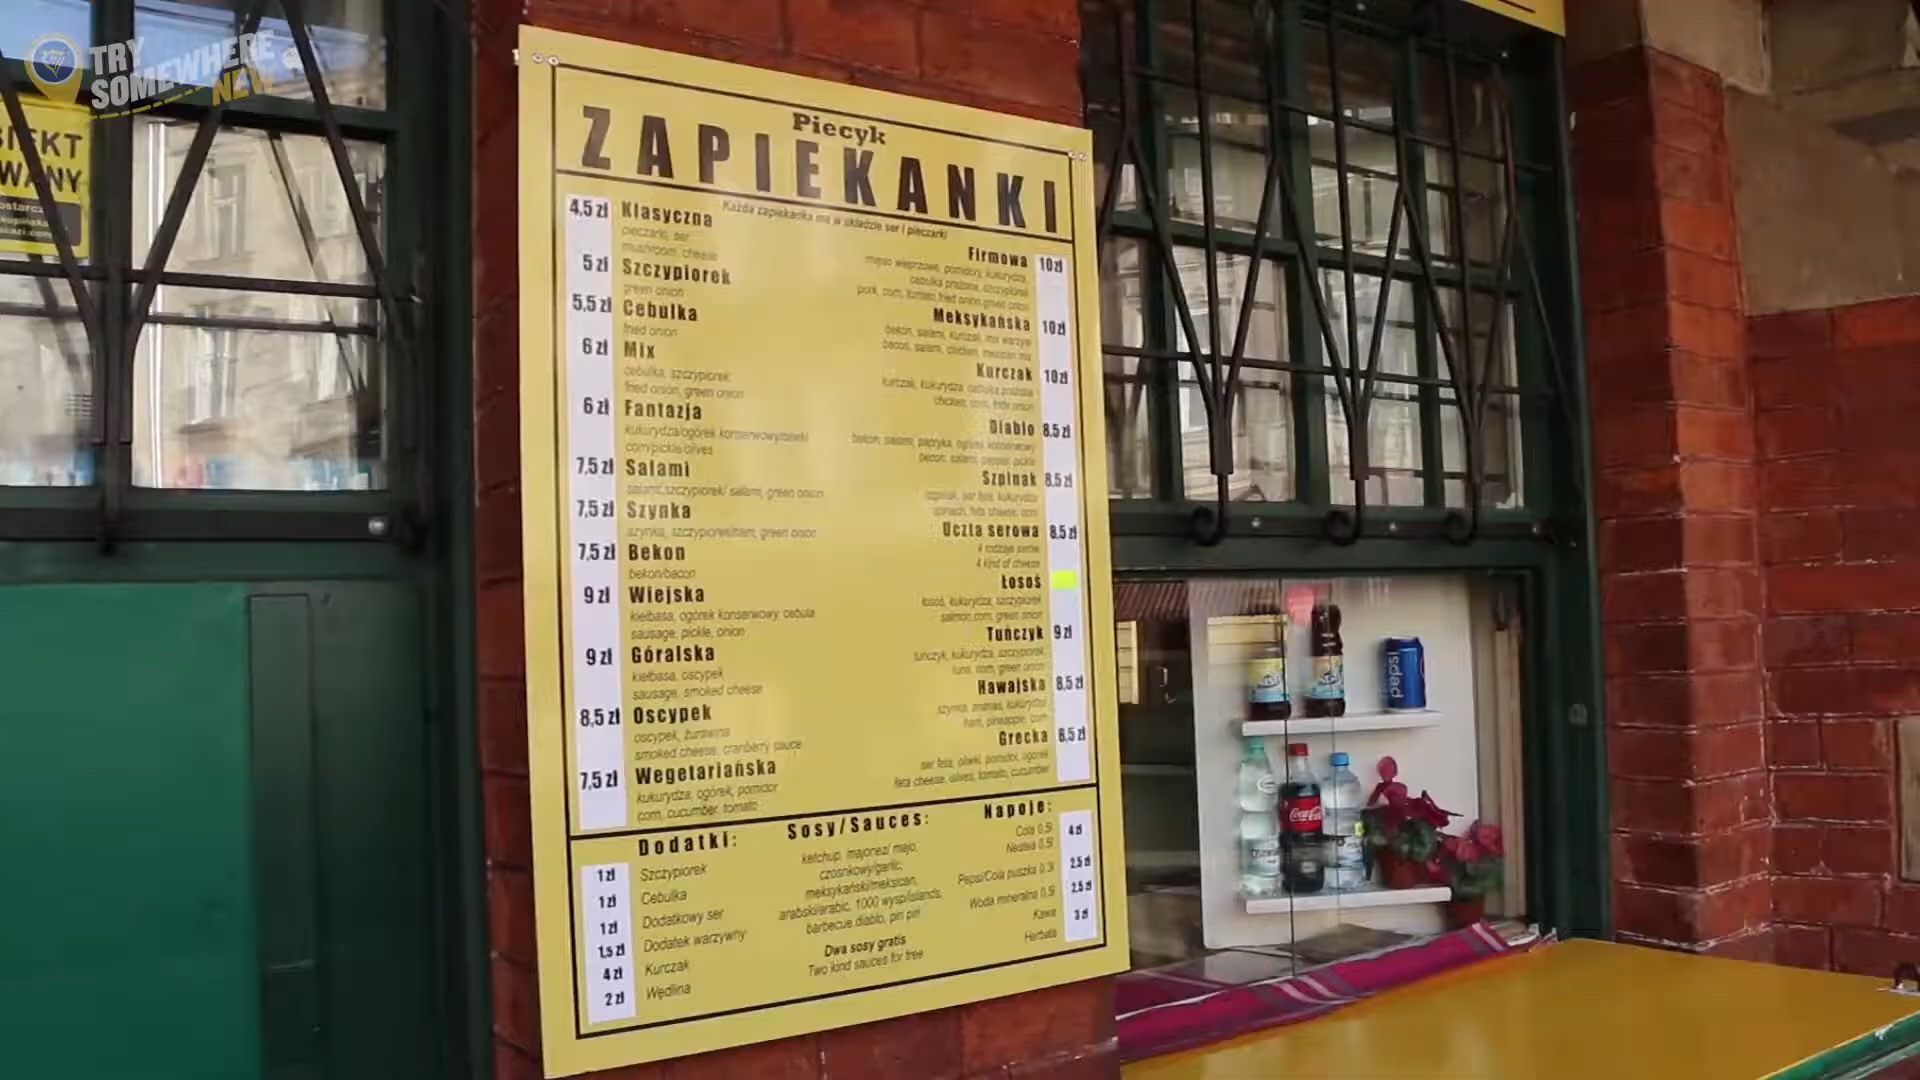 TRY
SOMEWHERE
NEW
WANY
Piecyk
ZAPIEKANKI
Każda zapiekanka ma w składzie ser i pieczarki
4,5 zł Klasyczna
pieczarki, ser
mushroom, cheese
5 zł Szczypiorek
green onion
5,5 zł Cebulka
fried onion
6 zł Mix
cebulka, szczypiorek
fried onion, green onion
6 zł Fantazja
kukurydza/ogórek konserwowy/oliwki
corn/pickle/olives
7,5 zł Salami
salami, szczypiorek/ salami, green onion
7,5 zł Szynka
szynka, szczypiorek/ham, green onion
7,5 zł Bekon
bekon/bacon
9 zł Wiejska
kiełbasa, ogórek konserwowy, cebula
sausage, pickle, onion
9 zł Góralska
kiełbasa, oscypek
sausage, smoked cheese
8,5 zł Oscypek
oscypek, żurawina
smoked cheese, cranberry sauce
7,5 zł Wegetariańska
kukurydza, ogórek, pomidor
corn, cucumber, tomato
Firmowa 10zł
mięso wieprzowe, pomidory, kukurydza,
cebulka prażona, szczypiorek
pork, corn, tomato, fried onion, green onion
Meksykańska 10zł
bekon, salami, kurczak, mix warzyw
bacon, salami, chicken, mexican mix
Kurczak 10zł
kurczak, kukurydza, cebulka prażona
chicken, corn, fride onion
Diablo 8,5 zł
bekon, salami, papryka, ogórek konserwowy
bacon, salami, pepper, pickle
Szpinak 8,5 zł
szpinak, ser feta, kukurydza
spinach, feta cheese, corn
Uczta serowa 8,5 zł
4 rodzaje serów
4 kind of cheese
Łosoś
łosoś, kukurydza, szczypiorek
salmon, corn, green onion
Tuńczyk 9 zł
tuńczyk, kukurydza, szczypiorek
tuna, corn, green onion
Hawajska 8,5 zł
szynka, ananas, kukurydza
ham, pineapple, corn
Grecka 8,5 zł
ser feta, oliwki, pomidor, ogórek
feta cheese, olives, tomato, cucumber
Dodatki:
1 zł Szczypiorek
1 zł Cebulka
1 zł Dodatkowy ser
1,5 zł Dodatek warzywny
4 zł Kurczak
2 zł Wędlina
Sosy/Sauces:
ketchup, majonez/ majo,
czosnkowy/garlic,
meksykański/meksican,
arabski/arabic, 1000 wysp/islands,
barbecue, diablo, piri piri
Dwa sosy gratis
Two kind sauces for free
Napoje:
Cola 0,5l 4 zł
Nestea 0,5l
Pepsi/Cola puszka 0,3l 2,5 zł
Woda mineralna 0,5l 2,5 zł
Kawa 3 zł
Herbata
pepsi
Coca-Cola